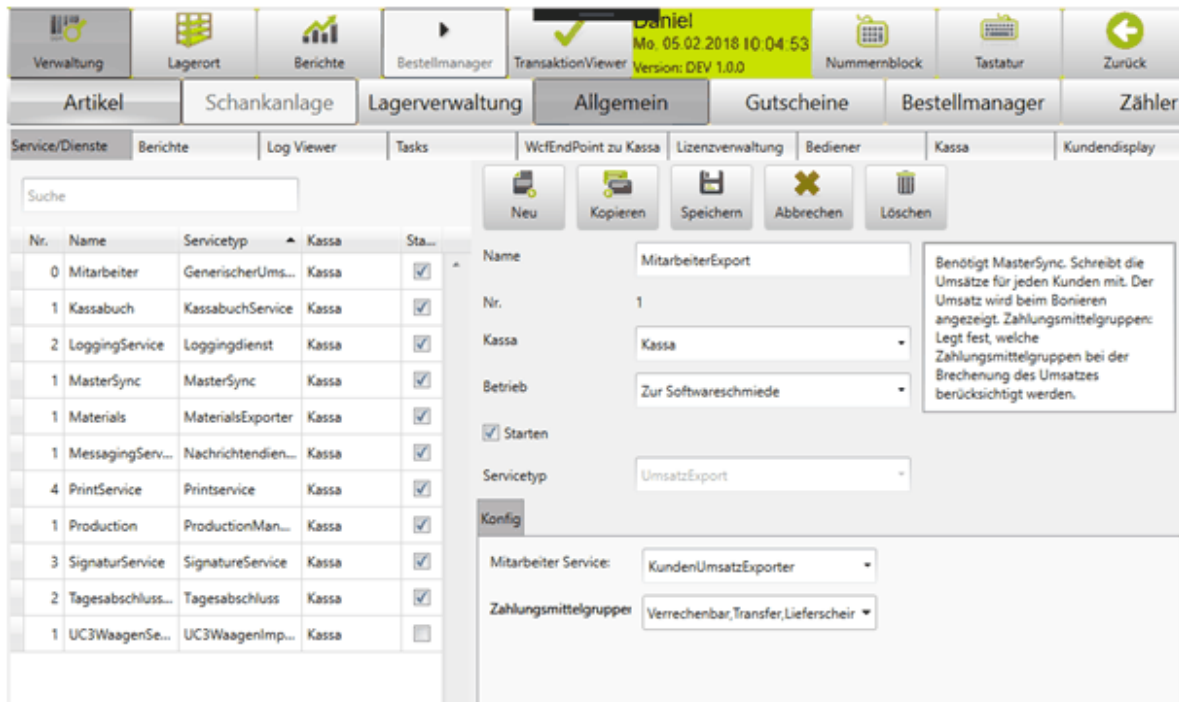 Verwaltung Lagerort Berichte Bestellmanager TransaktionViewer
Daniel
Mo. 05.02.2018 10:04:53
Version: DEV 1.0.0
Nummernblock Tastatur Zurück
Artikel Schankanlage Lagerverwaltung Allgemein Gutscheine Bestellmanager Zähler
Service/Dienste Berichte Log Viewer Tasks WcfEndPoint zu Kassa Lizenzverwaltung Bediener Kassa Kundendisplay
Suche
Neu Kopieren Speichern Abbrechen Löschen
Nr. Name Servicetyp Kassa Sta...
0 Mitarbeiter GenerischerUms... Kassa
1 Kassabuch KassabuchService Kassa
2 LoggingService Loggingdienst Kassa
1 MasterSync MasterSync Kassa
1 Materials MaterialsExporter Kassa
1 MessagingServ... Nachrichtendien... Kassa
4 PrintService Printservice Kassa
1 Production ProductionMan... Kassa
3 SignaturService SignatureService Kassa
2 Tagesabschluss... Tagesabschluss Kassa
1 UC3WaagenSe... UC3WaagenImp... Kassa
Name MitarbeiterExport
Nr. 1
Kassa Kassa
Betrieb Zur Softwareschmiede
Starten
Servicetyp UmsatzExport
Benötigt MasterSync. Schreibt die
Umsätze für jeden Kunden mit. Der
Umsatz wird beim Bonieren
angezeigt. Zahlungsmittelgruppen:
Legt fest, welche
Zahlungsmittelgruppen bei der
Brechenung des Umsatzes
berücksichtigt werden.
Konfig
Mitarbeiter Service: KundenUmsatzExporter
Zahlungsmittelgruppen Verrechenbar,Transfer,Lieferschein